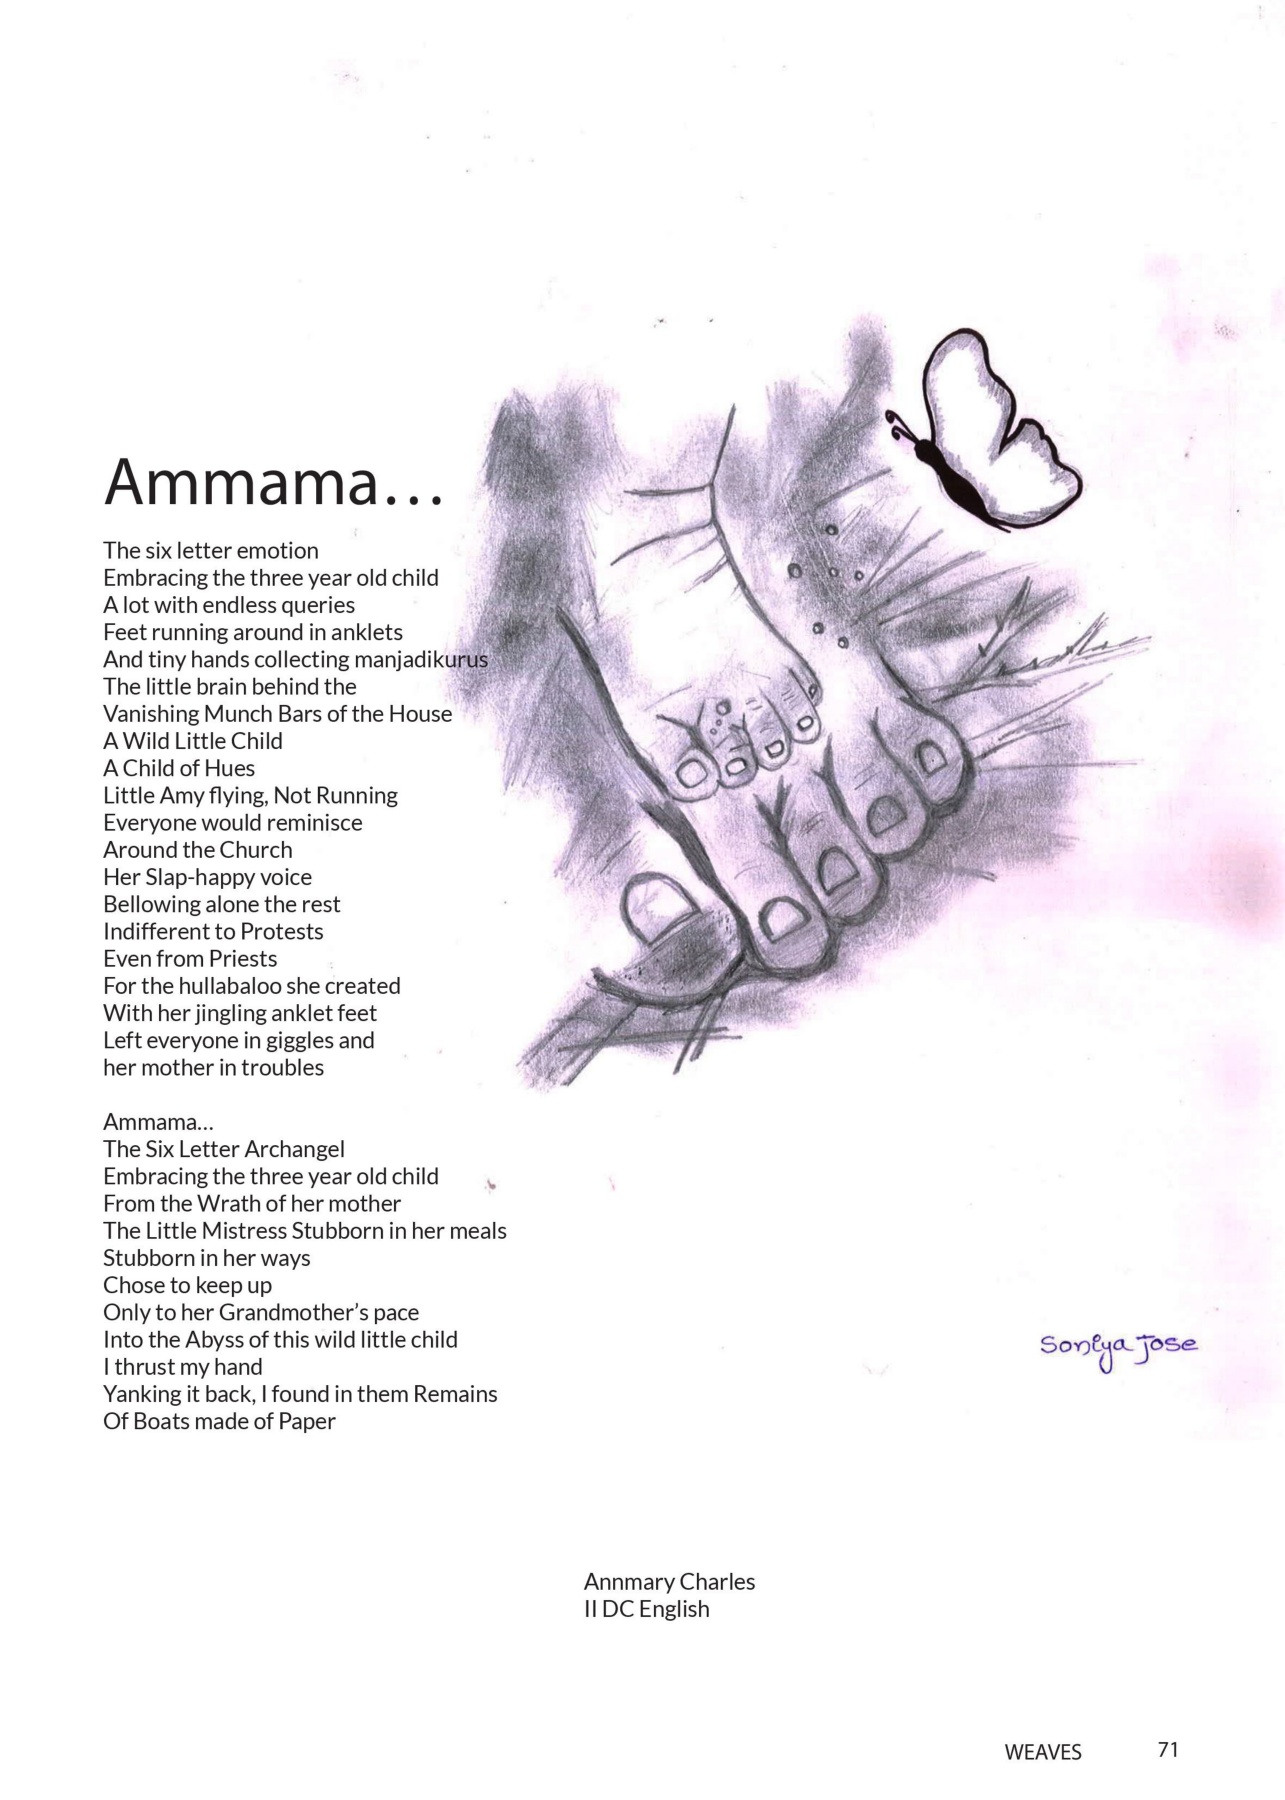 Ammama…
The six letter emotion
Embracing the three year old child
A lot with endless queries
Feet running around in anklets
And tiny hands collecting manjadikurus
The little brain behind the
Vanishing Munch Bars of the House
A Wild Little Child
A Child of Hues
Little Amy flying, Not Running
Everyone would reminisce
Around the Church
Her Slap-happy voice
Bellowing alone the rest
Indifferent to Protests
Even from Priests
For the hullabaloo she created
With her jingling anklet feet
Left everyone in giggles and
her mother in troubles
Ammama…
The Six Letter Archangel
Embracing the three year old child
From the Wrath of her mother
The Little Mistress Stubborn in her meals
Stubborn in her ways
Chose to keep up
Only to her Grandmother’s pace
Into the Abyss of this wild little child
I thrust my hand
Yanking it back, I found in them Remains
Of Boats made of Paper
Soniya Jose
Annmary Charles
II DC English
WEAVES 71